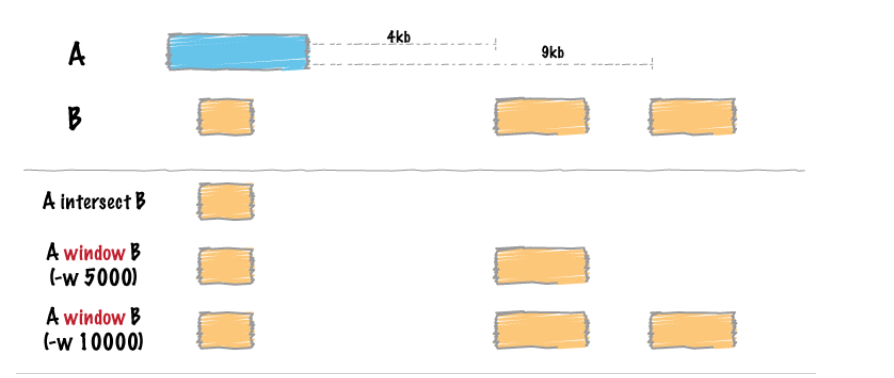 A
4kb
9kb
B
A intersect B
A window B
(-w 5000)
A window B
(-w 10000)